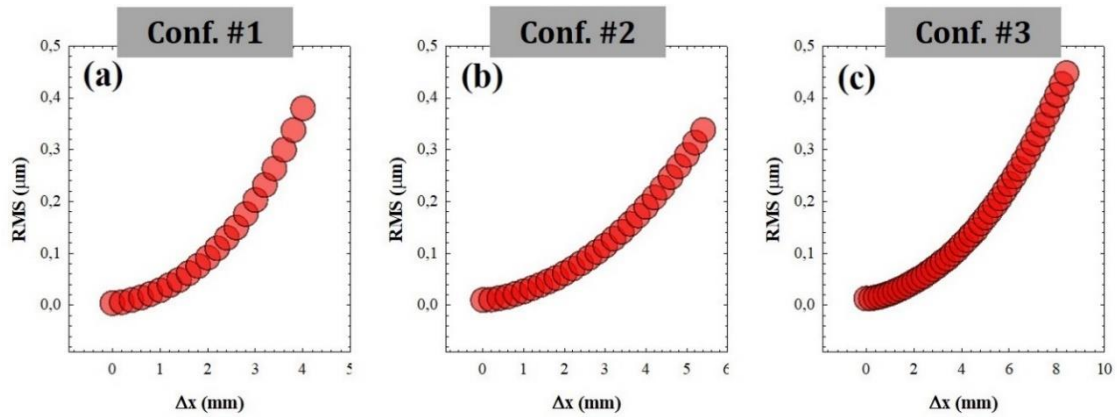 Conf. #1
Conf. #2
Conf. #3
(a)
(b)
(c)
RMS (μm)
0,5
0,4
0,3
0,2
0,1
0,0
0 1 2 3 4 5
Δx (mm)
RMS (μm)
0,5
0,4
0,3
0,2
0,1
0,0
0 1 2 3 4 5 6
Δx (mm)
RMS (μm)
0,5
0,4
0,3
0,2
0,1
0,0
0 2 4 6 8 10
Δx (mm)